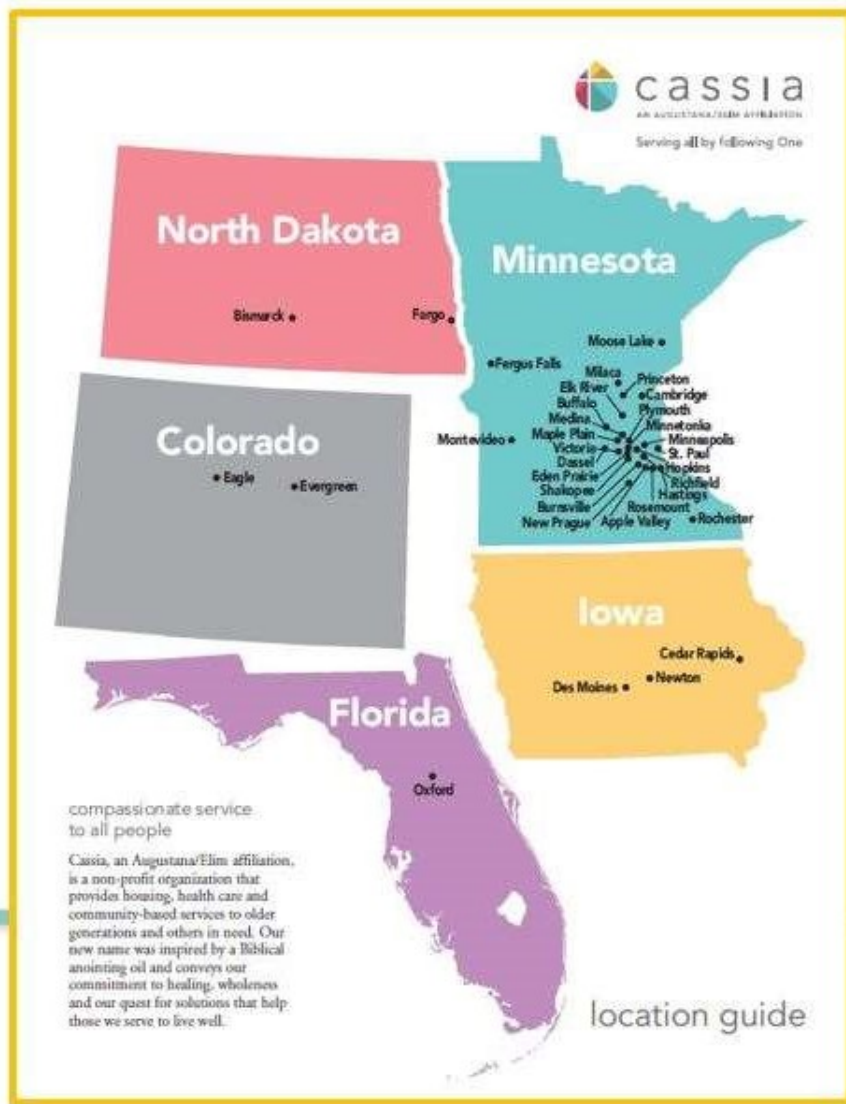 cassia
AN AUGUSTANA/ELIM AFFILIATION
Serving all by following One
North Dakota
Bismarck
Fargo
Minnesota
Moose Lake
Fergus Falls
Milaca
Princeton
Elk River
Cambridge
Buffalo
Plymouth
Medina
Minnetonka
Montevideo
Maple Plain
Minneapolis
Victoria
St. Paul
Dassel
Hopkins
Eden Prairie
Richfield
Shakopee
Hastings
Burnsville
Rosemount
New Prague
Apple Valley
Rochester
Colorado
Eagle
Evergreen
Iowa
Cedar Rapids
Newton
Des Moines
Florida
Oxford
compassionate service
to all people
Cassia, an Augustana/Elim affiliation,
is a non-profit organization that
provides housing, health care and
community-based services to older
generations and others in need. Our
new name was inspired by a Biblical
anointing oil and conveys our
commitment to healing, wholeness
and our quest for solutions that help
those we serve to live well.
location guide